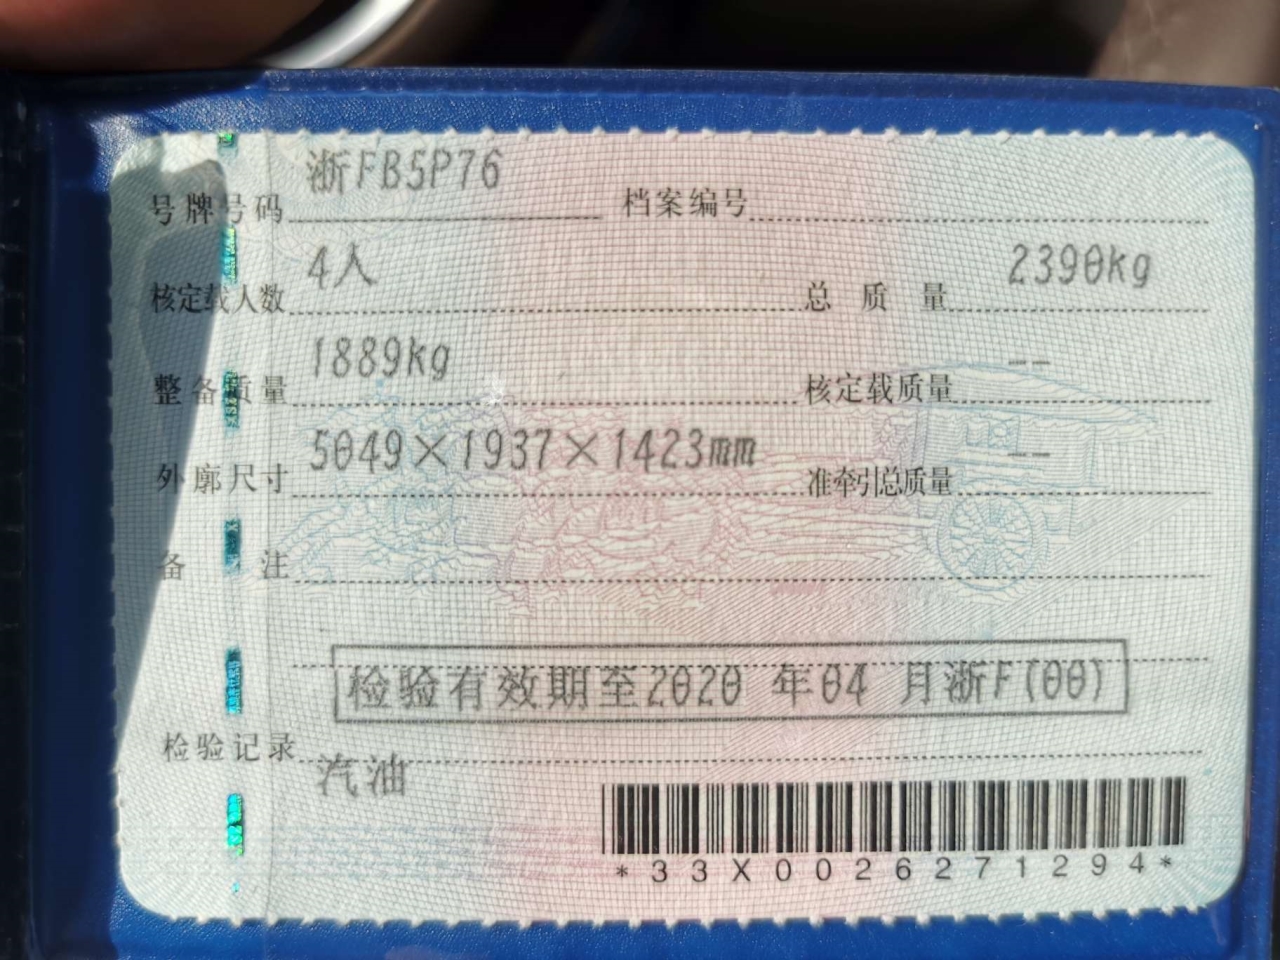 号牌号码 浙FB5P76 档案编号
核定载人数 4人 总质量 2390kg
整备质量 1889kg 核定载质量 --
外廓尺寸 5049×1937×1423mm 准牵引总质量 --
备注
检验有效期至2020 年04 月浙F(00)
检验记录
汽油
*33X0026271294*